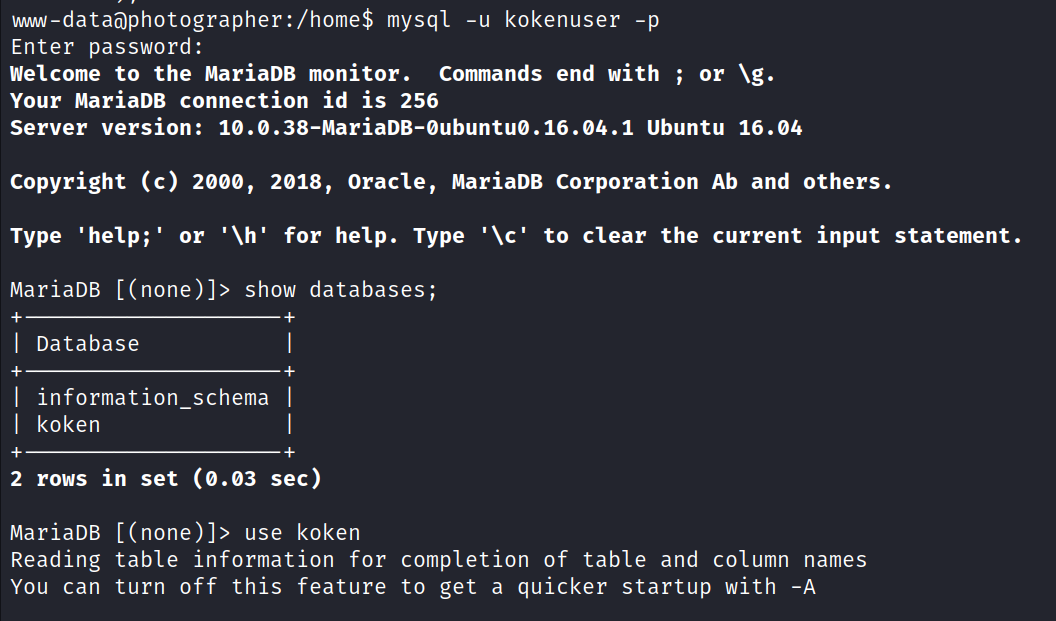 www-data@photographer:/home$ mysql -u kokenuser -p
Enter password:
Welcome to the MariaDB monitor.  Commands end with ; or \g.
Your MariaDB connection id is 256
Server version: 10.0.38-MariaDB-0ubuntu0.16.04.1 Ubuntu 16.04

Copyright (c) 2000, 2018, Oracle, MariaDB Corporation Ab and others.

Type 'help;' or '\h' for help. Type '\c' to clear the current input statement.

MariaDB [(none)]> show databases;
+--------------------+
| Database           |
+--------------------+
| information_schema |
| koken              |
+--------------------+
2 rows in set (0.03 sec)

MariaDB [(none)]> use koken
Reading table information for completion of table and column names
You can turn off this feature to get a quicker startup with -A